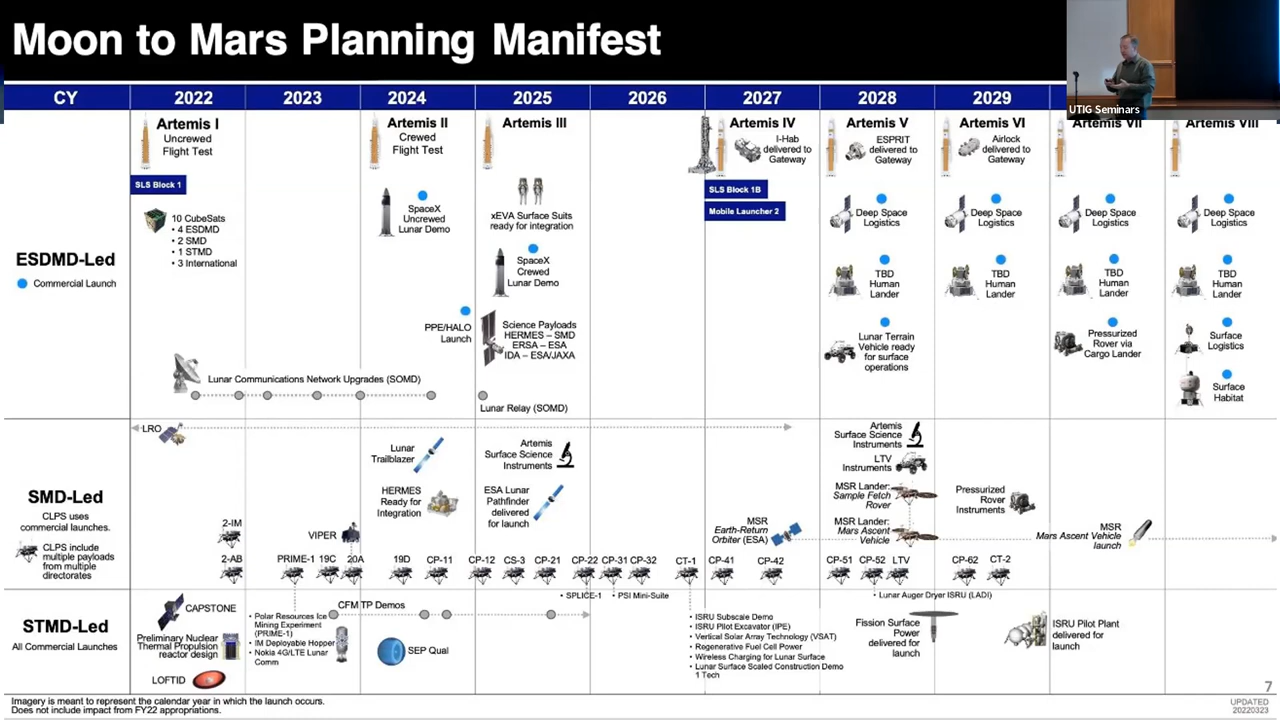 Moon to Mars Planning Manifest
UTIG Seminars
CY
2022
2023
2024
2025
2026
2027
2028
2029
ESDMD-Led
Commercial Launch
Artemis I
Uncrewed
Flight Test
SLS Block 1
10 CubeSats
• 4 ESDMD
• 2 SMD
• 1 STMD
• 3 International
Artemis II
Crewed
Flight Test
SpaceX
Uncrewed
Lunar Demo
PPE/HALO
Launch
Artemis III
xEVA Surface Suits
ready for integration
SpaceX
Crewed
Lunar Demo
Science Payloads
HERMES – SMD
ERSA – ESA
IDA – ESA/JAXA
Lunar Communications Network Upgrades (SOMD)
Lunar Relay (SOMD)
Artemis IV
I-Hab
delivered to
Gateway
SLS Block 1B
Mobile Launcher 2
Artemis V
ESPRIT
delivered to
Gateway
Deep Space
Logistics
TBD
Human
Lander
Lunar Terrain
Vehicle ready
for surface
operations
Artemis VI
Airlock
delivered to
Gateway
Deep Space
Logistics
TBD
Human
Lander
Artemis VII
Deep Space
Logistics
TBD
Human
Lander
Pressurized
Rover via
Cargo Lander
Artemis VIII
Deep Space
Logistics
TBD
Human
Lander
Surface
Logistics
Surface
Habitat
SMD-Led
CLPS uses
commercial launches.
CLPS include
multiple payloads
from multiple
directorates
LRO
2-IM
2-AB
VIPER
PRIME-1 19C 20A
Lunar
Trailblazer
HERMES
Ready for
Integration
19D CP-11
Artemis
Surface Science
Instruments
ESA Lunar
Pathfinder
delivered
for launch
CP-12 CS-3 CP-21 CP-22 CP-31 CP-32
CT-1 CP-41 CP-42
MSR
Earth-Return
Orbiter (ESA)
Artemis
Surface Science
Instruments
LTV
Instruments
MSR Lander:
Sample Fetch
Rover
MSR Lander:
Mars Ascent
Vehicle
CP-51 CP-52 LTV
Pressurized
Rover
Instruments
CP-62 CT-2
MSR
Mars Ascent Vehicle
launch
STMD-Led
All Commercial Launches
CAPSTONE
Preliminary Nuclear
Thermal Propulsion
reactor design
LOFTID
• Polar Resources Ice
Mining Experiment
(PRIME-1)
• IM Deployable Hopper
• Nokia 4G/LTE Lunar
Comm
CFM TP Demos
SEP Qual
• SPLICE-1 • PSI Mini-Suite
• ISRU Subscale Demo
• ISRU Pilot Excavator (IPE)
• Vertical Solar Array Technology (VSAT)
• Regenerative Fuel Cell Power
• Wireless Charging for Lunar Surface
• Lunar Surface Scaled Construction Demo
1 Tech
• Lunar Auger Dryer ISRU (LADI)
Fission Surface
Power
delivered for
launch
ISRU Pilot Plant
delivered for
launch
Imagery is meant to represent the calendar year in which the launch occurs.
Does not include impact from FY22 appropriations.
7
UPDATED
20220323